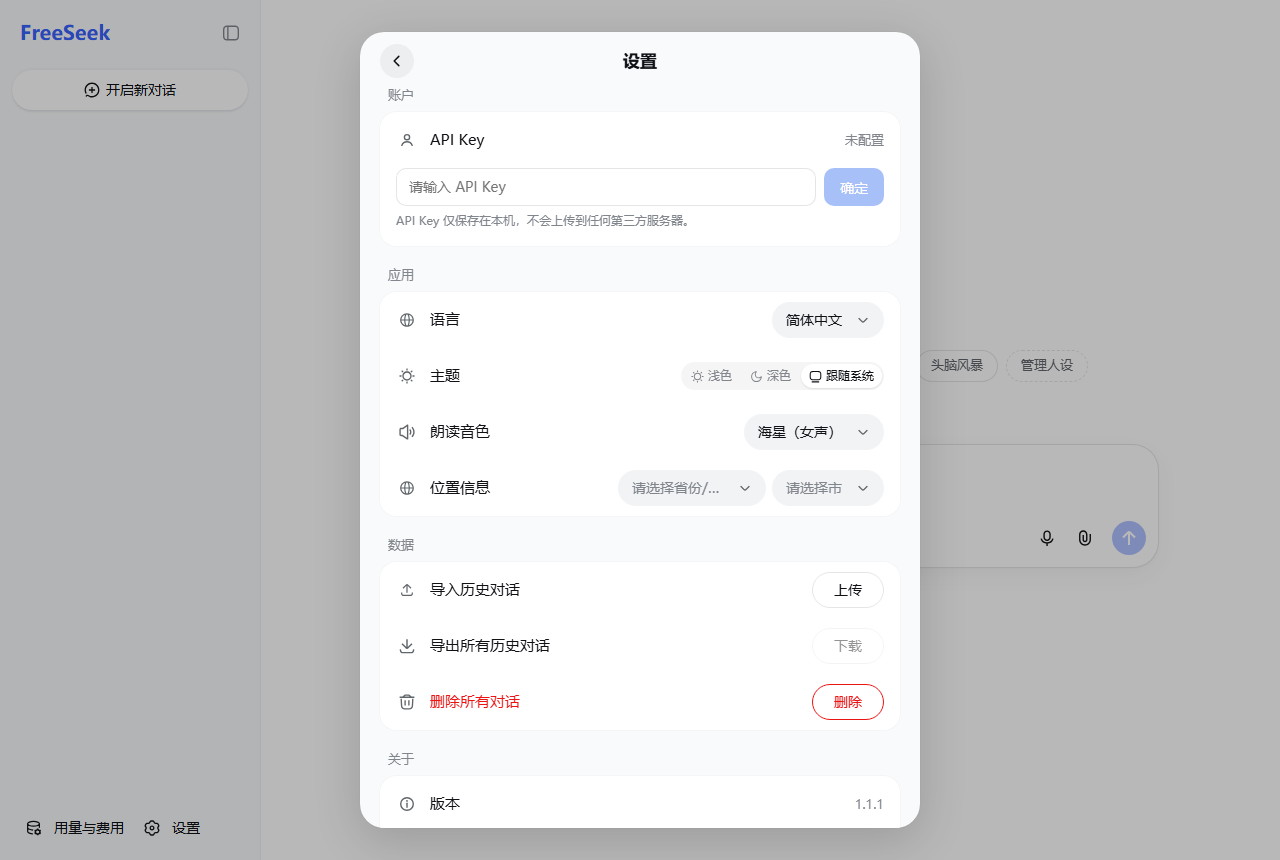 FreeSeek
开启新对话
设置
账户
API Key
未配置
请输入 API Key
确定
API Key 仅保存在本机，不会上传到任何第三方服务器。
应用
语言
简体中文
主题
浅色
深色
跟随系统
朗读音色
海星（女声）
位置信息
请选择省份/...
请选择市
数据
导入历史对话
上传
导出所有历史对话
下载
删除所有对话
删除
关于
版本
1.1.1
头脑风暴
管理人设
用量与费用
设置